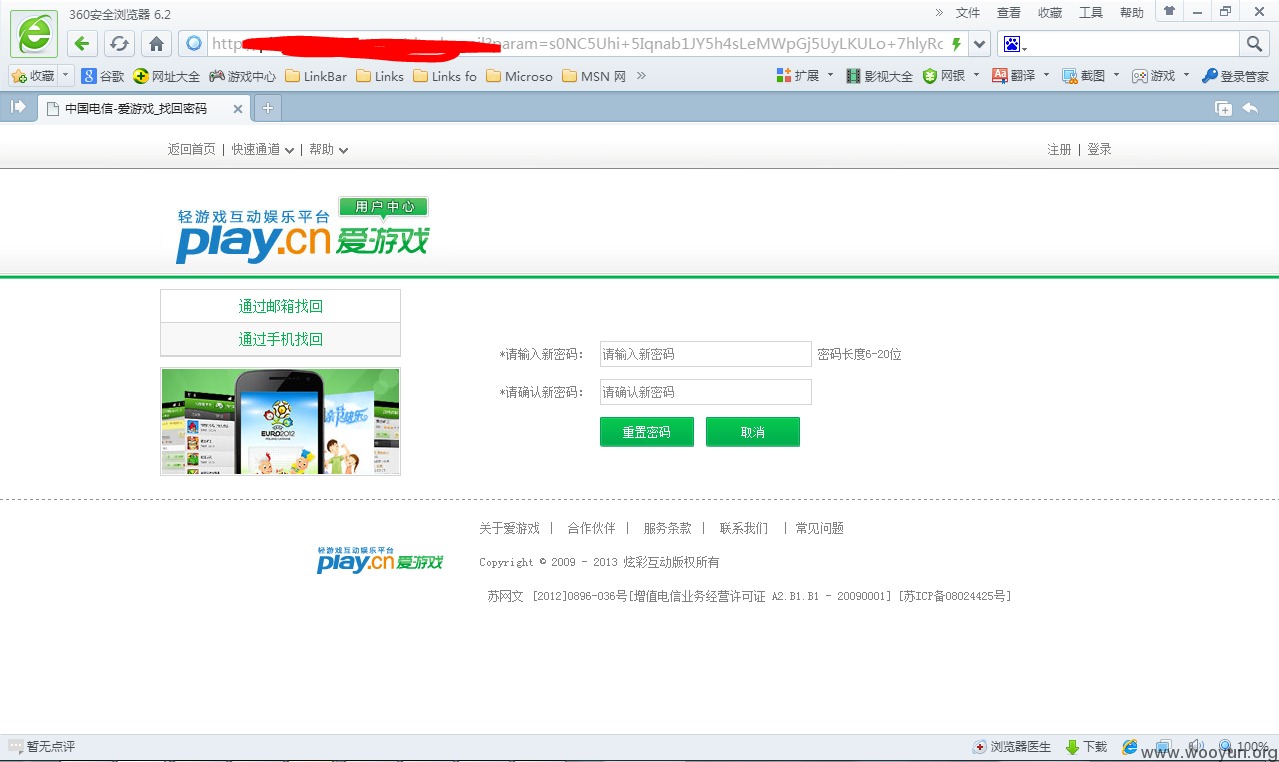 360安全浏览器 6.2
文件 查看 收藏 工具 帮助
http param=s0NC5Uhi+5Iqnab1JY5h4sLeMWpGj5UyLKULo+7hlyRc
收藏 谷歌 网址大全 游戏中心 LinkBar Links Links fo Microso MSN 网 » 扩展 影视大全 网银 翻译 截图 游戏 登录管家
中国电信-爱游戏_找回密码
返回首页 | 快速通道 | 帮助
注册 | 登录
用户中心
轻游戏互动娱乐平台
play.cn 爱游戏
通过邮箱找回
通过手机找回
*请输入新密码: 请输入新密码 密码长度6-20位
*请确认新密码: 请确认新密码
重置密码 取消
EURO2012
关于爱游戏 | 合作伙伴 | 服务条款 | 联系我们 | 常见问题
轻游戏互动娱乐平台
play.cn 爱游戏
Copyright © 2009 - 2013 炫彩互动版权所有
苏网文 [2012]0896-036号[增值电信业务经营许可证 A2.B1.B1 - 20090001] [苏ICP备08024425号]
暂无点评
浏览器医生 下载 100%
www.wooyun.org